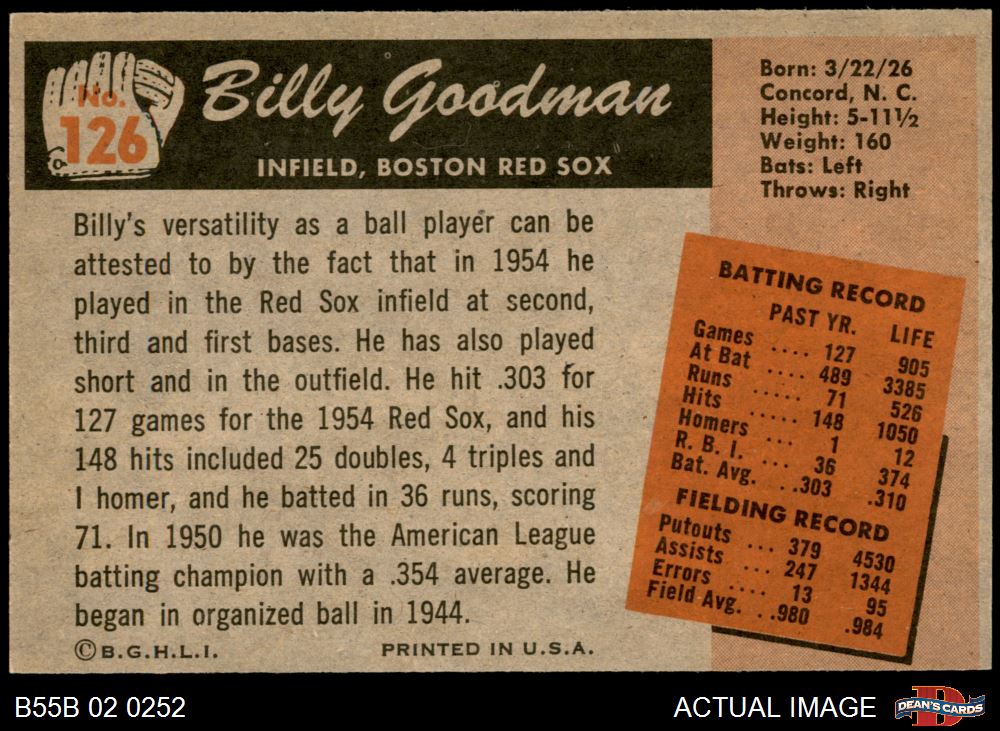 No.
126
Billy Goodman
INFIELD, BOSTON RED SOX
Born: 3/22/26
Concord, N. C.
Height: 5-11½
Weight: 160
Bats: Left
Throws: Right
Billy's versatility as a ball player can be
attested to by the fact that in 1954 he
played in the Red Sox infield at second,
third and first bases. He has also played
short and in the outfield. He hit .303 for
127 games for the 1954 Red Sox, and his
148 hits included 25 doubles, 4 triples and
1 homer, and he batted in 36 runs, scoring
71. In 1950 he was the American League
batting champion with a .354 average. He
began in organized ball in 1944.
©B.G.H.L.I. PRINTED IN U.S.A.
BATTING RECORD
PAST YR. LIFE
Games .... 127 905
At Bat .... 489 3385
Runs ..... 71 526
Hits ..... 148 1050
Homers ... 1 12
R. B. I. ... 36 374
Bat. Avg. ..303 .310
FIELDING RECORD
Putouts ... 379 4530
Assists ... 247 1344
Errors .... 13 95
Field Avg. ..980 .984
B55B 02 0252 ACTUAL IMAGE D DEAN'S CARDS